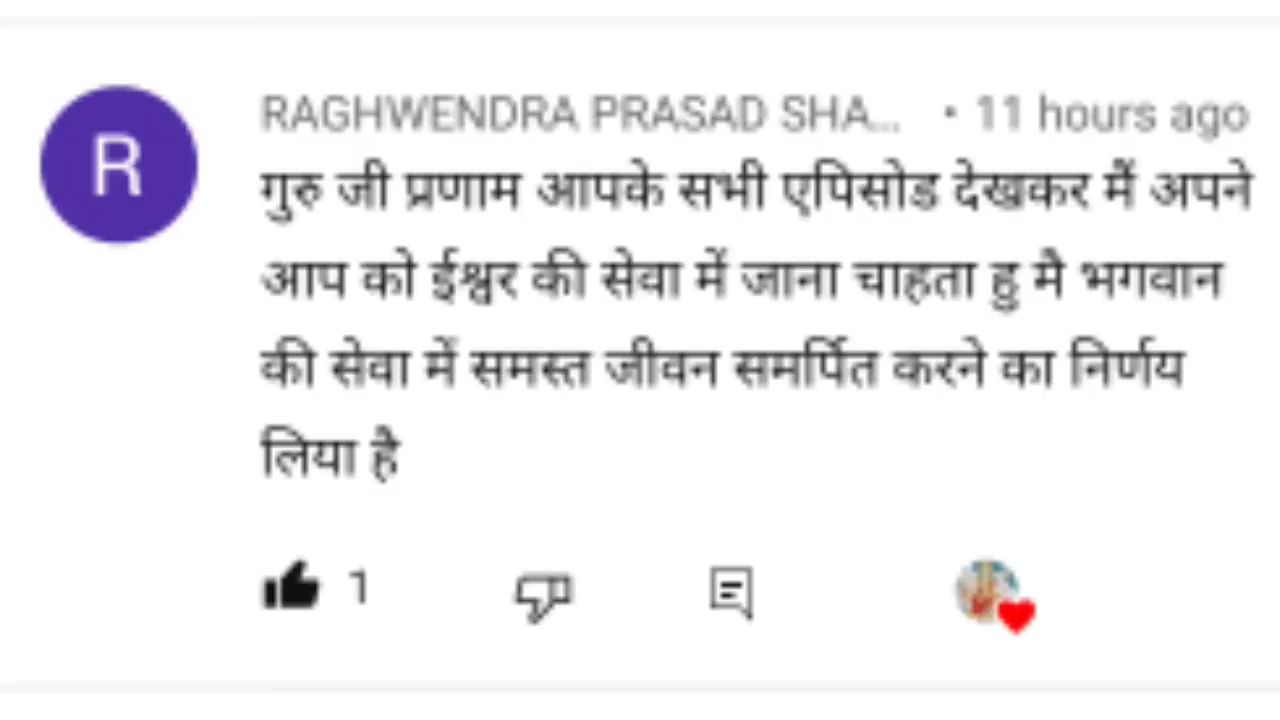 R
RAGHWENDRA PRASAD SHA... • 11 hours ago
गुरु जी प्रणाम आपके सभी एपिसोड देखकर मैं अपने
आप को ईश्वर की सेवा में जाना चाहता हु मै भगवान
की सेवा में समस्त जीवन समर्पित करने का निर्णय
लिया है
1